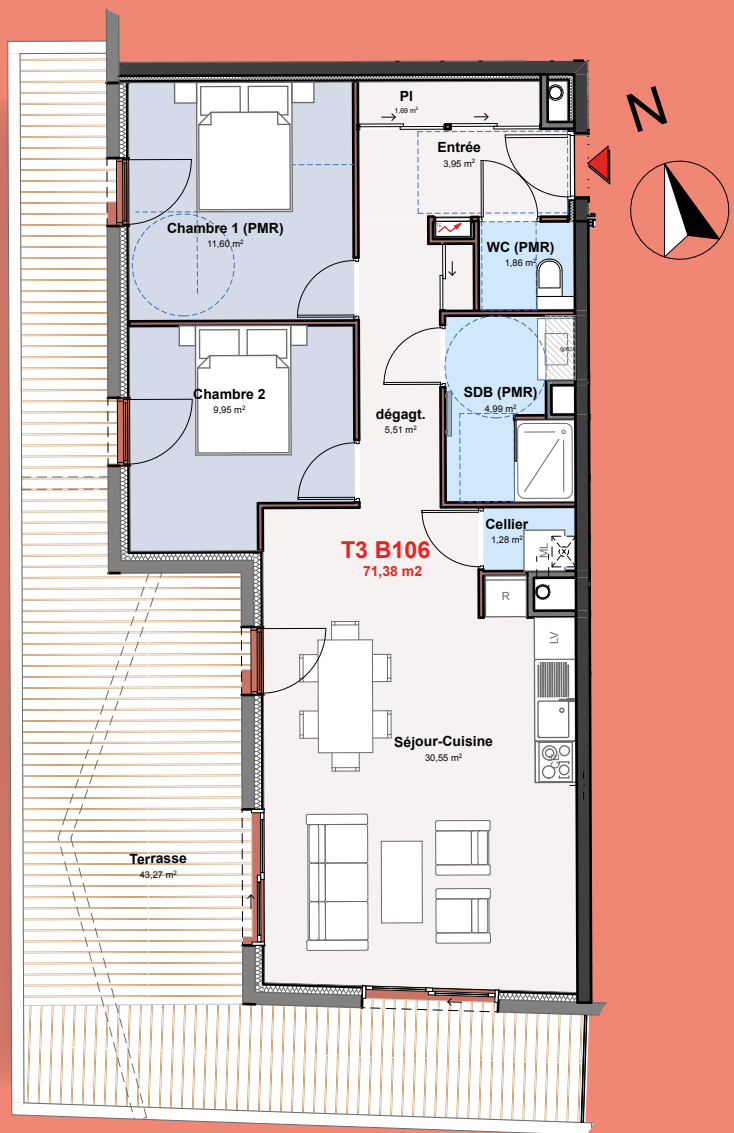 N
Pl
1,69 m²
Entrée
3,95 m²
WC (PMR)
1,86 m²
Chambre 1 (PMR)
11,60 m²
SDB (PMR)
4,99 m²
Chambre 2
9,95 m²
dégagt.
5,51 m²
Cellier
1,28 m²
ML
T3 B106
71,38 m2
R
LV
Séjour-Cuisine
30,55 m²
Terrasse
43,27 m²